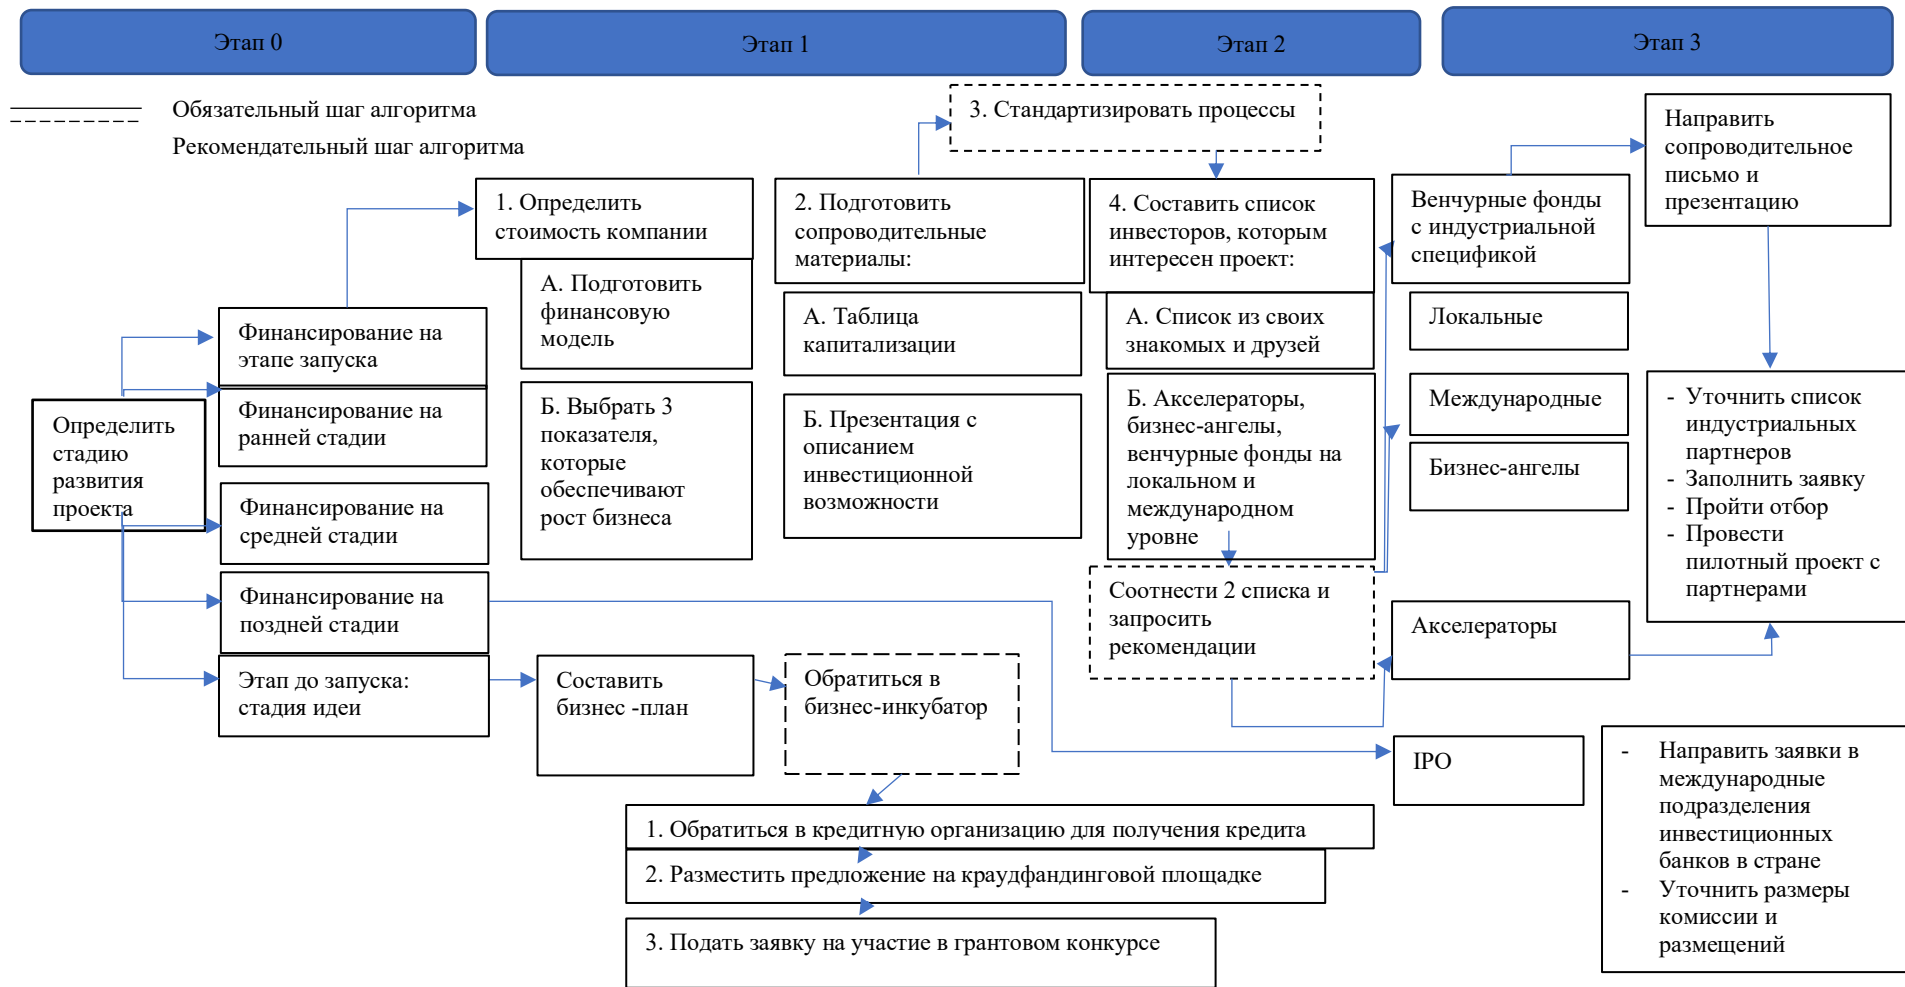 Этап 0
Этап 1
Этап 2
Этап 3
Обязательный шаг алгоритма
Рекомендательный шаг алгоритма
Определить
стадию
развития
проекта
Финансирование на
этапе запуска
Финансирование на
ранней стадии
Финансирование на
средней стадии
Финансирование на
поздней стадии
Этап до запуска:
стадия идеи
1. Определить
стоимость компании
А. Подготовить
финансовую
модель
Б. Выбрать 3
показателя,
которые
обеспечивают
рост бизнеса
Составить
бизнес -план
2. Подготовить
сопроводительные
материалы:
А. Таблица
капитализации
Б. Презентация с
описанием
инвестиционной
возможности
Обратиться в
бизнес-инкубатор
1. Обратиться в кредитную организацию для получения кредита
2. Разместить предложение на краудфандинговой площадке
3. Подать заявку на участие в грантовом конкурсе
3. Стандартизировать процессы
4. Составить список
инвесторов, которым
интересен проект:
А. Список из своих
знакомых и друзей
Б. Акселераторы,
бизнес-ангелы,
венчурные фонды на
локальном и
международном
уровне
Соотнести 2 списка и
запросить
рекомендации
Венчурные фонды
с индустриальной
спецификой
Локальные
Международные
Бизнес-ангелы
Акселераторы
IPO
Направить
сопроводительное
письмо и
презентацию
- Уточнить список
индустриальных
партнеров
- Заполнить заявку
- Пройти отбор
- Провести
пилотный проект с
партнерами
- Направить заявки в
международные
подразделения
инвестиционных
банков в стране
- Уточнить размеры
комиссии и
размещений